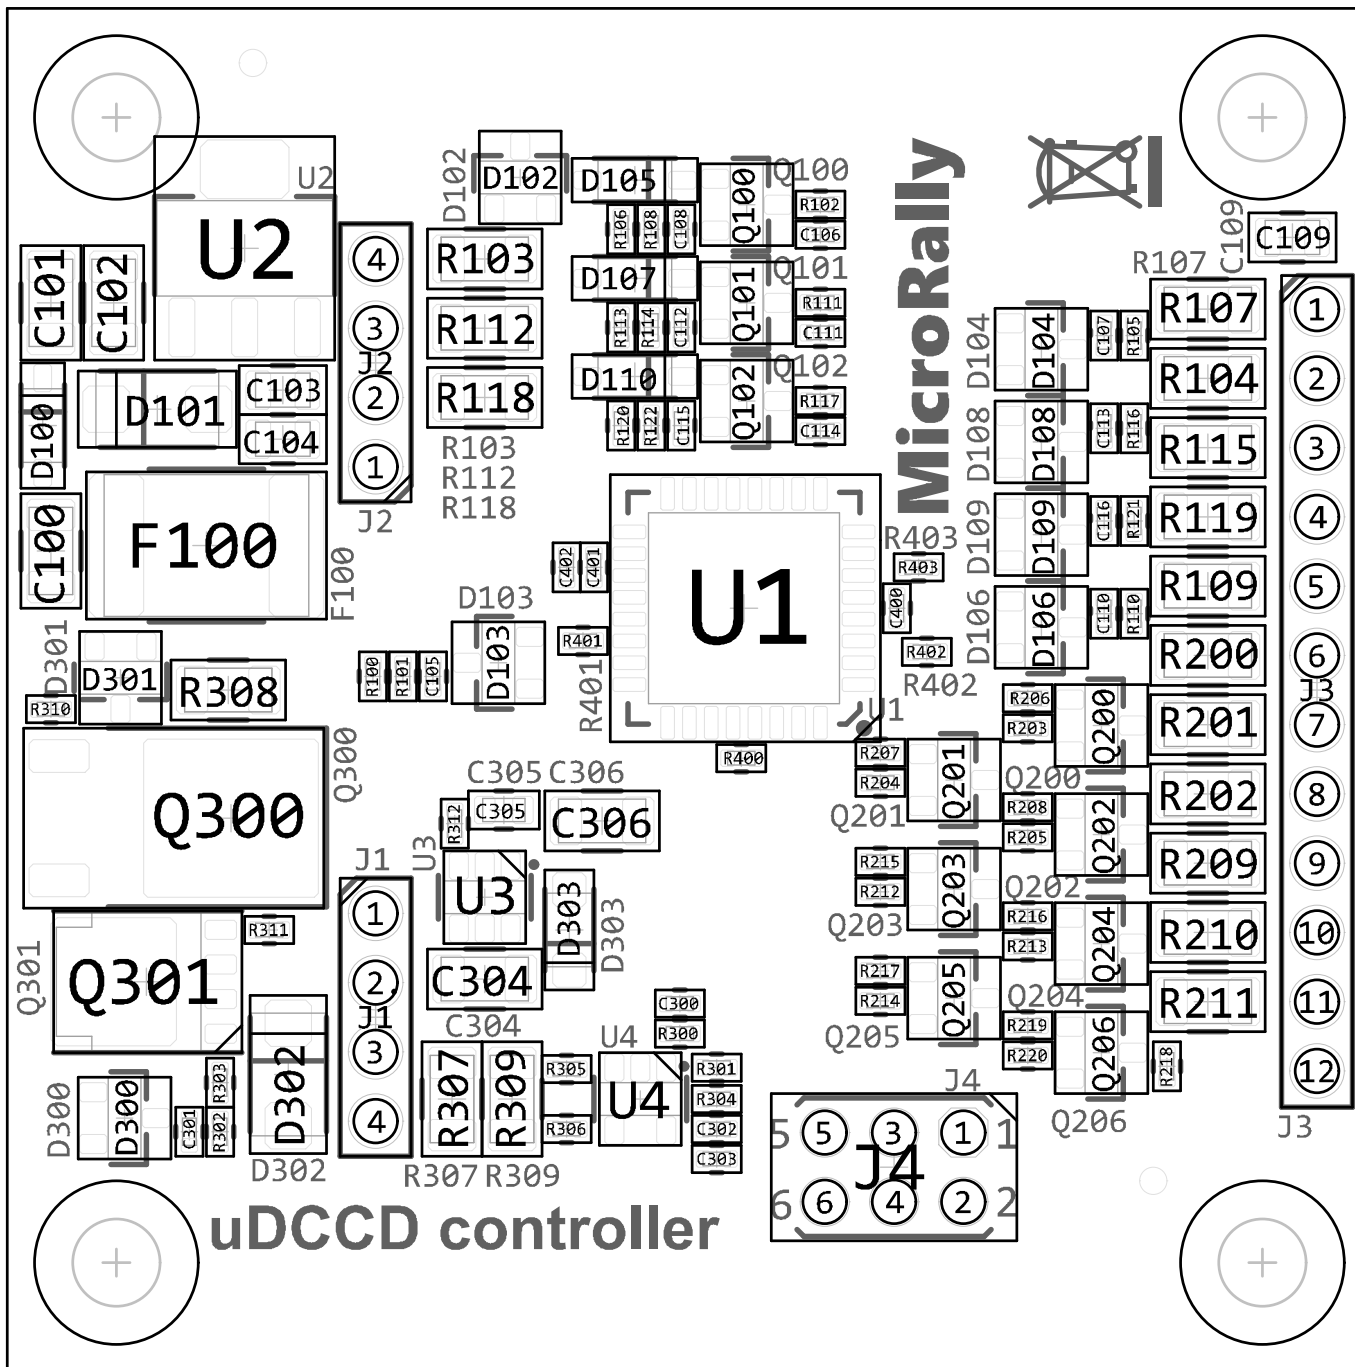 U2
U2
C101
C102
D102
D102
D105
R106
R108
C108
Q100
Q100
R102
C106
MicroRally
C109
C109
4
3
J2
2
1
J2
R103
R112
R118
R103
R112
R118
D107
R113
R114
C112
Q101
Q101
R111
C111
D110
R120
R122
C115
Q102
Q102
R117
C114
D104
D104
C107
R105
D108
D108
C113
R116
D109
D109
C116
R121
D106
D106
C110
R110
R107
R107
R104
R115
R119
R109
R200
R201
R202
R209
R210
R211
1
2
3
4
5
6
J3
7
8
9
10
11
12
J3
D100
D101
C103
C104
C100
F100
F100
C402
C401
U1
U1
R403
R403
C400
R402
R402
R401
R401
R400
D103
D103
R100
R101
C105
D301
D301
R308
R310
Q300
Q300
C305
C306
C305
C306
R312
U3
U3
D303
D303
C304
C304
R206
R203
Q200
Q200
R207
R204
Q201
Q201
R208
R205
Q202
Q202
R215
R212
Q203
Q203
R216
R213
Q204
Q204
R217
R214
Q205
Q205
R219
R220
Q206
Q206
R218
Q301
Q301
R311
J1
1
2
J1
3
4
D302
D302
D300
D300
C301
R303
R302
R307
R309
R307 R309
R305
R306
C300
R300
U4
U4
R301
R304
C302
C303
J4
5 5 3 1 1
J4
6 6 4 2 2
uDCCD controller